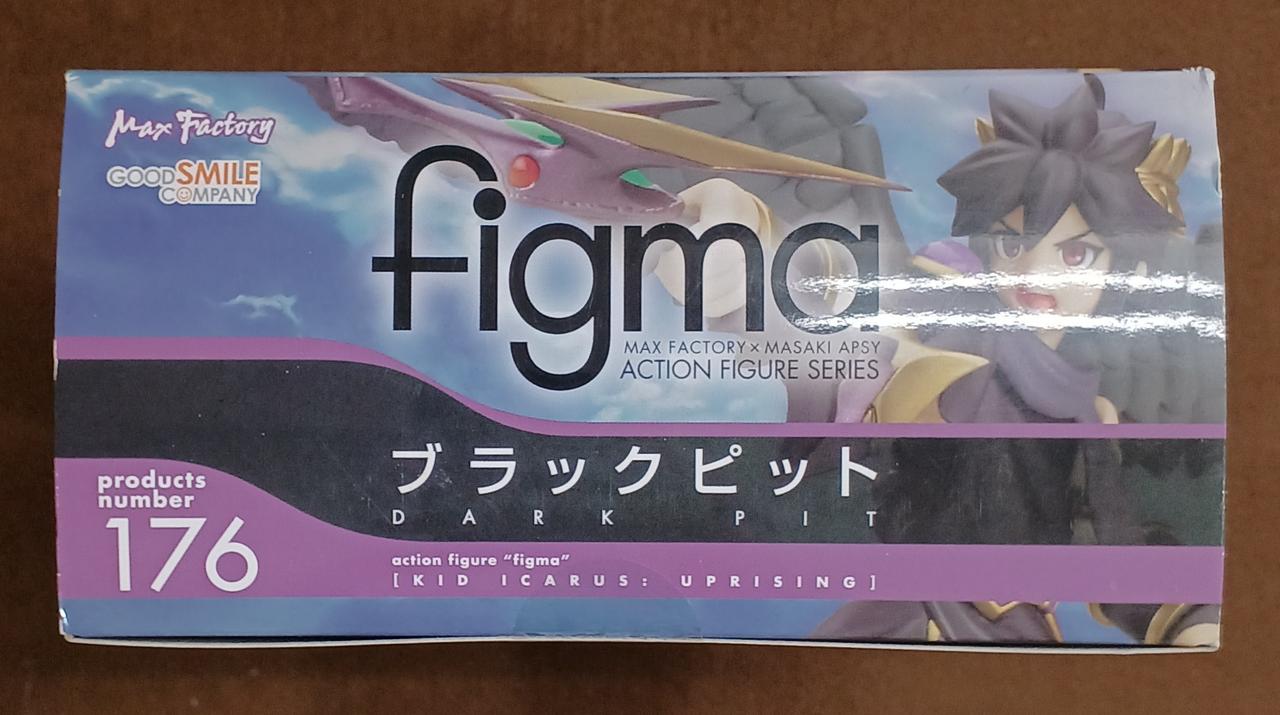 Max Factory
GOOD SMILE
COMPANY
figma
MAX FACTORY × MASAKI APSY
ACTION FIGURE SERIES
ブラックピット
DARK PIT
products
number
176
action figure "figma"
[KID ICARUS: UPRISING]